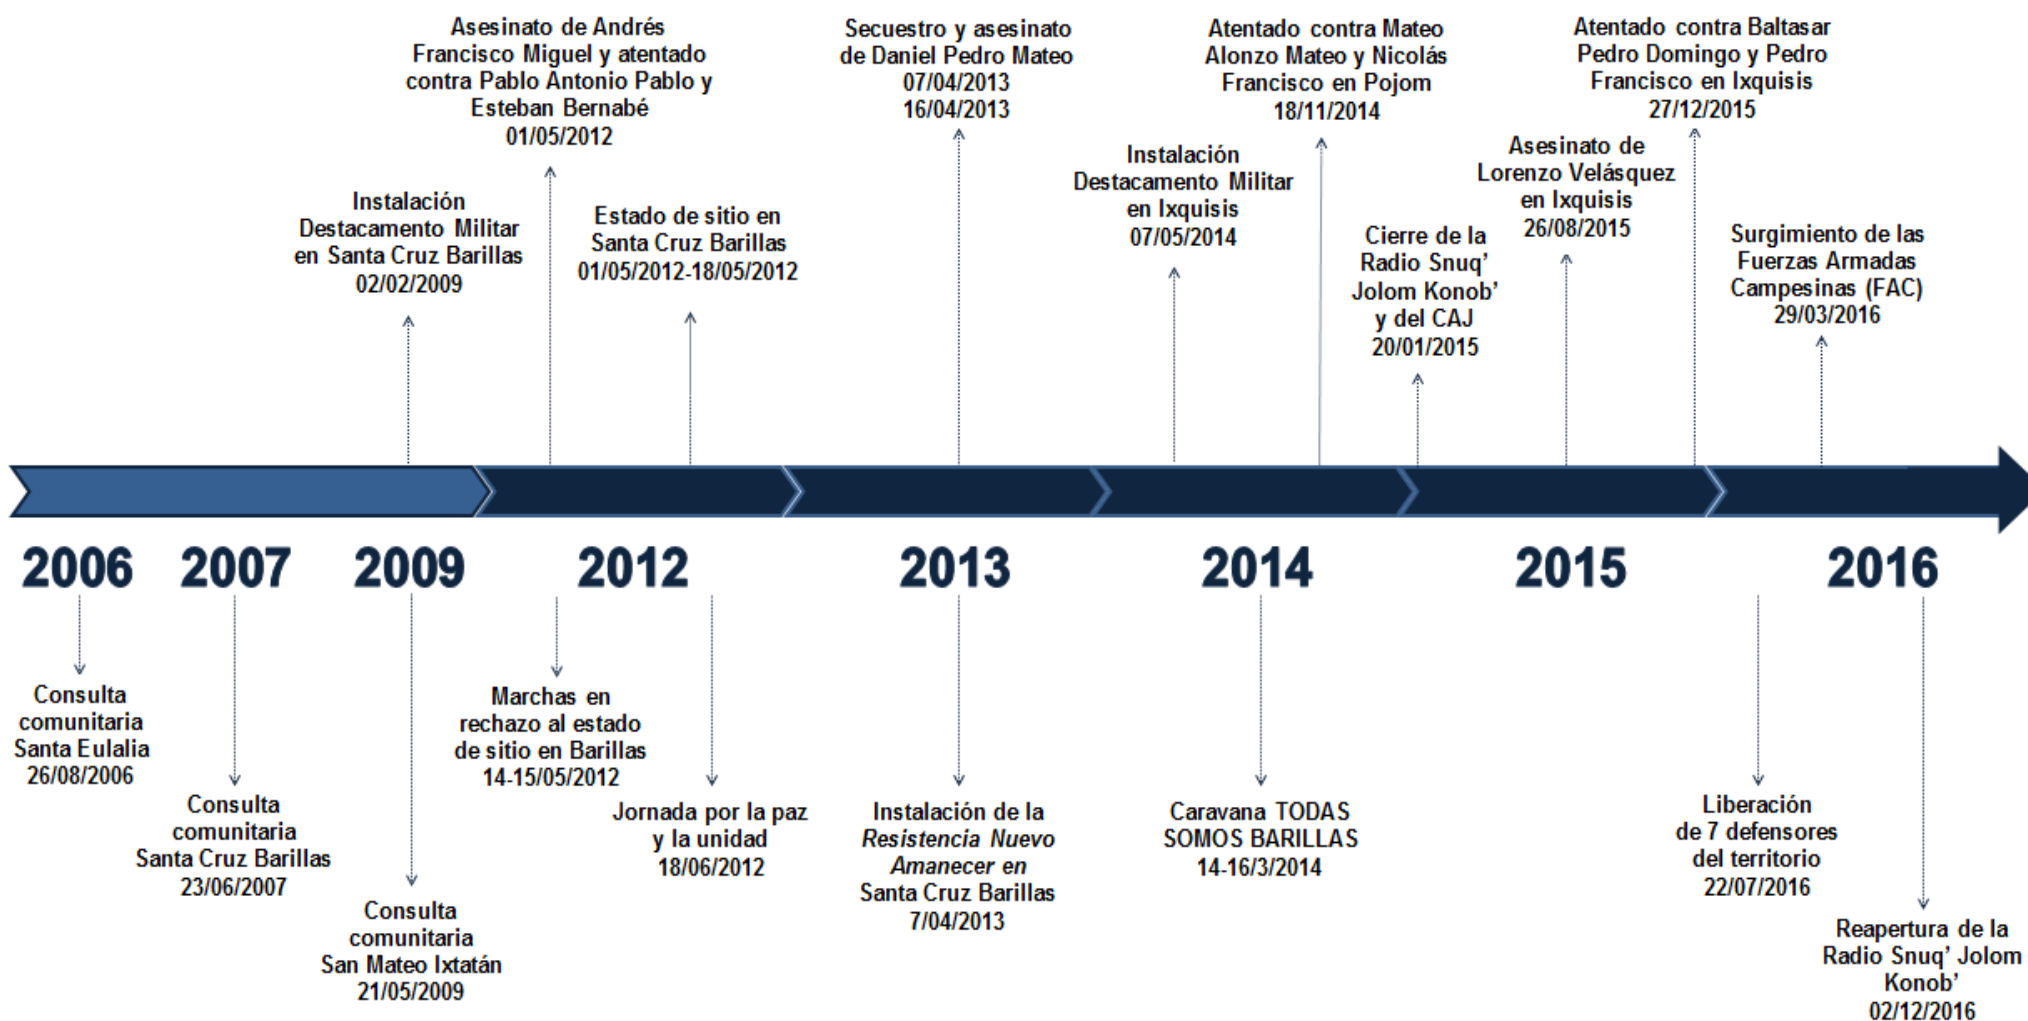 Asesinato de Andrés
Francisco Miguel y atentado
contra Pablo Antonio Pablo y
Esteban Bernabé
01/05/2012
Secuestro y asesinato
de Daniel Pedro Mateo
07/04/2013
16/04/2013
Atentado contra Mateo
Alonzo Mateo y Nicolás
Francisco en Pojom
18/11/2014
Atentado contra Baltasar
Pedro Domingo y Pedro
Francisco en Ixquisis
27/12/2015
Instalación
Destacamento Militar
en Santa Cruz Barillas
02/02/2009
Estado de sitio en
Santa Cruz Barillas
01/05/2012-18/05/2012
Instalación
Destacamento Militar
en Ixquisis
07/05/2014
Cierre de la
Radio Snuq’
Jolom Konob’
y del CAJ
20/01/2015
Asesinato de
Lorenzo Velásquez
en Ixquisis
26/08/2015
Surgimiento de las
Fuerzas Armadas
Campesinas (FAC)
29/03/2016
2006 2007 2009 2012 2013 2014 2015 2016
Consulta
comunitaria
Santa Eulalia
26/08/2006
Consulta
comunitaria
Santa Cruz Barillas
23/06/2007
Consulta
comunitaria
San Mateo Ixtatán
21/05/2009
Marchas en
rechazo al estado
de sitio en Barillas
14-15/05/2012
Jornada por la paz
y la unidad
18/06/2012
Instalación de la
Resistencia Nuevo
Amanecer en
Santa Cruz Barillas
7/04/2013
Caravana TODAS
SOMOS BARILLAS
14-16/3/2014
Liberación
de 7 defensores
del territorio
22/07/2016
Reapertura de la
Radio Snuq’ Jolom
Konob’
02/12/2016